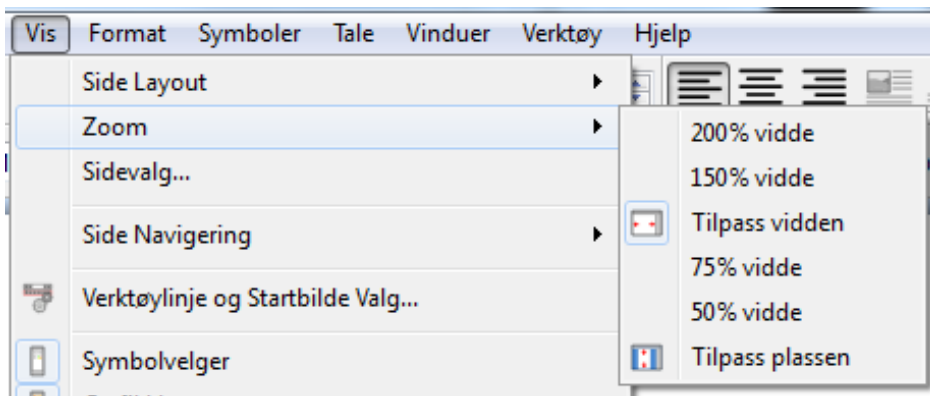 Vis Format Symboler Tale Vinduer Verktøy Hjelp
Side Layout
Zoom
Sidevalg...
Side Navigering
Verktøylinje og Startbilde Valg...
Symbolvelger
200% vidde
150% vidde
Tilpass vidden
75% vidde
50% vidde
Tilpass plassen